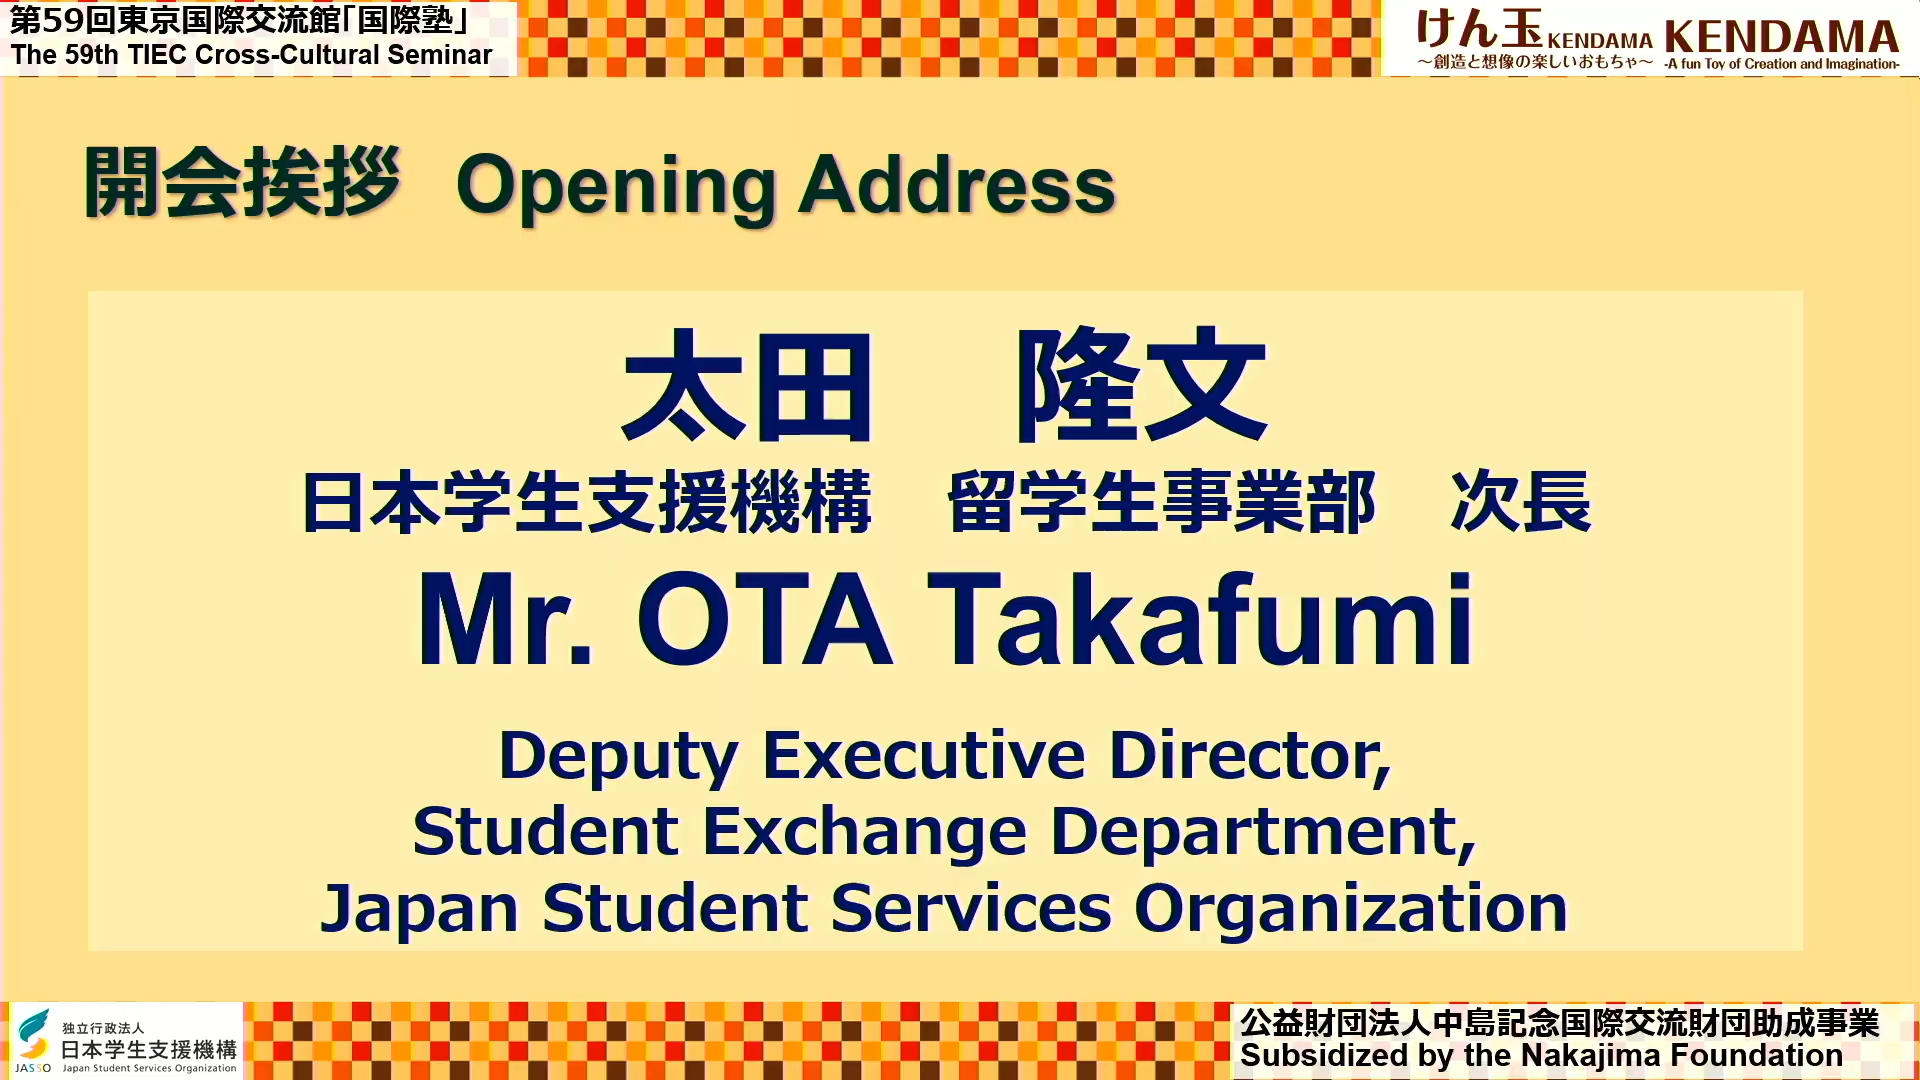 第59回東京国際交流館「国際塾」
The 59th TIEC Cross-Cultural Seminar
けん玉 KENDAMA
～創造と想像の楽しいおもちゃ～
KENDAMA
-A fun Toy of Creation and Imagination-
開会挨拶 Opening Address
太田 隆文
日本学生支援機構 留学生事業部 次長
Mr. OTA Takafumi
Deputy Executive Director,
Student Exchange Department,
Japan Student Services Organization
JASSO
独立行政法人
日本学生支援機構
Japan Student Services Organization
公益財団法人中島記念国際交流財団助成事業
Subsidized by the Nakajima Foundation